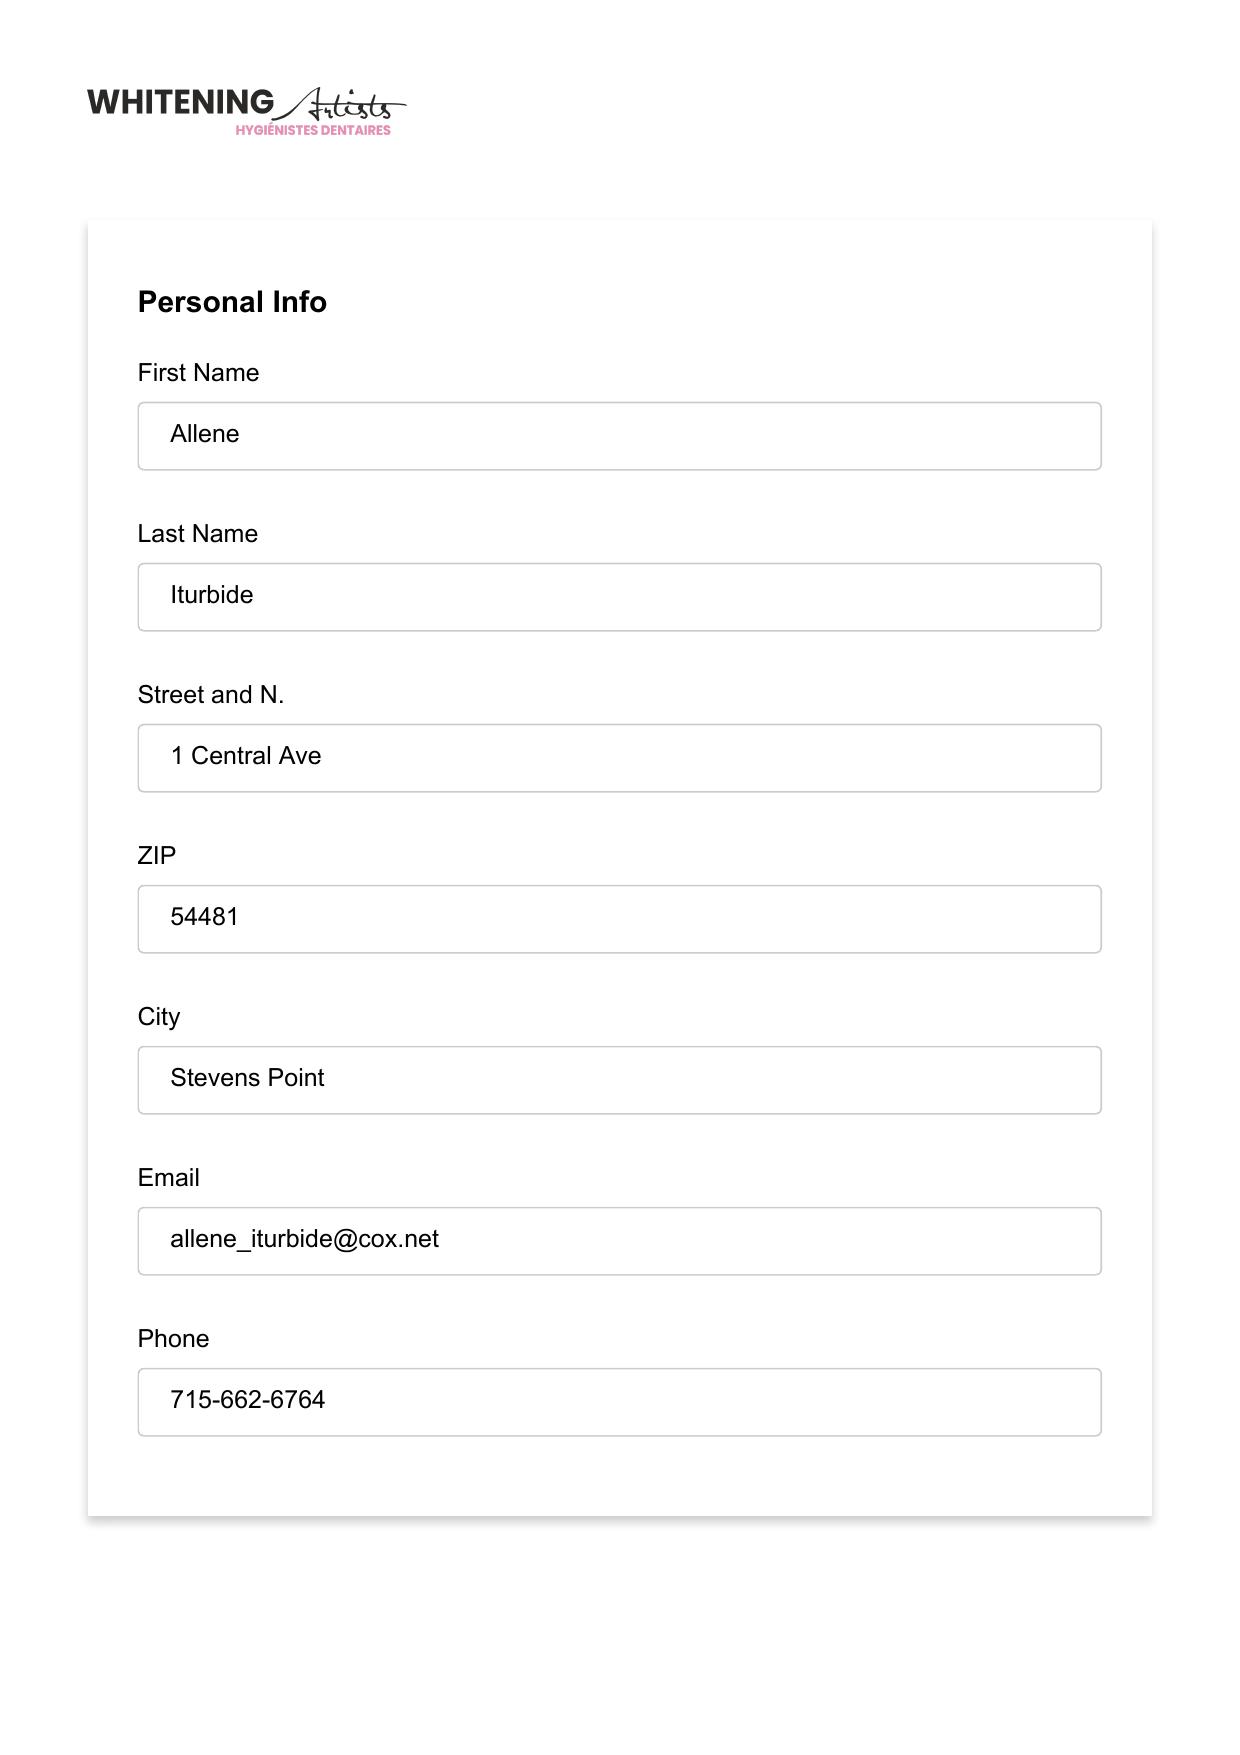 WHITENING Artists
HYGIÉNISTES DENTAIRES
Personal Info
First Name
Allene
Last Name
Iturbide
Street and N.
1 Central Ave
ZIP
54481
City
Stevens Point
Email
allene_iturbide@cox.net
Phone
715-662-6764